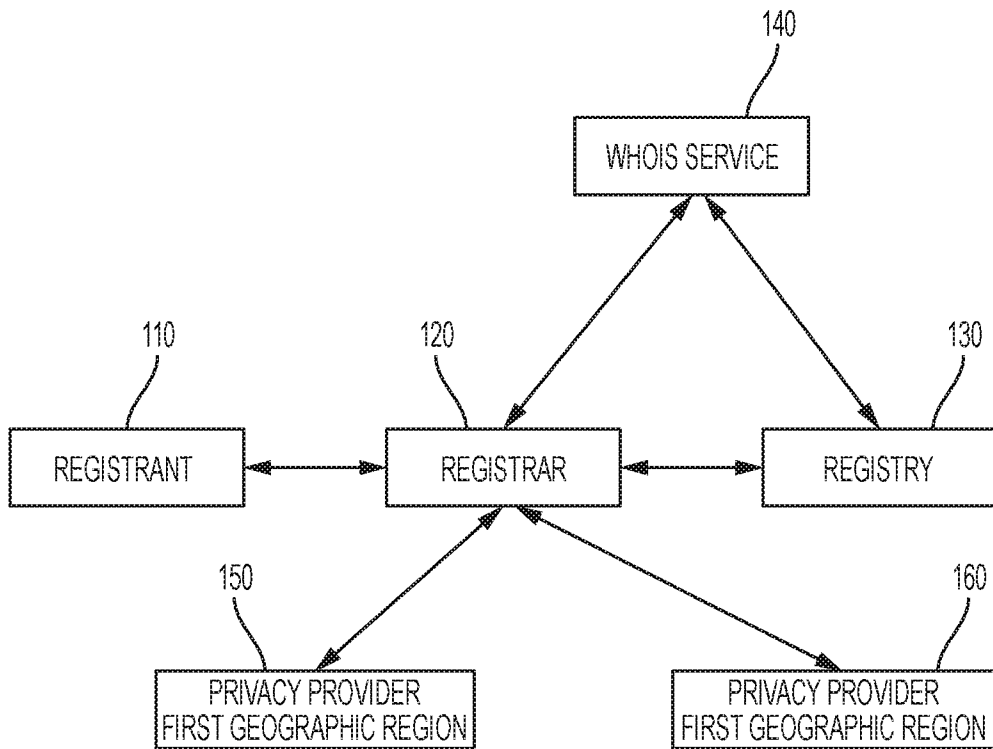 140
WHOIS SERVICE
110
120
130
REGISTRANT
REGISTRAR
REGISTRY
150
160
PRIVACY PROVIDER
FIRST GEOGRAPHIC REGION
PRIVACY PROVIDER
FIRST GEOGRAPHIC REGION